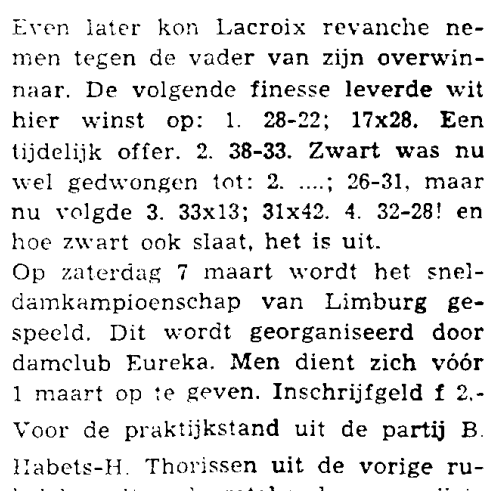 Even later kon Lacroix revanche ne-
men tegen de vader van zijn overwin-
naar. De volgende finesse leverde wit
hier winst op: 1. 28-22; 17x28. Een
tijdelijk offer. 2. 38-33. Zwart was nu
wel gedwongen tot: 2. ....; 26-31, maar
nu volgde 3. 33x13; 31x42. 4. 32-28! en
hoe zwart ook slaat, het is uit.
Op zaterdag 7 maart wordt het snel-
damkampioenschap van Limburg ge-
speeld. Dit wordt georganiseerd door
damclub Eureka. Men dient zich vóór
1 maart op te geven. Inschrijfgeld f 2.-
Voor de praktijkstand uit de partij B.
Habets-H. Thorissen uit de vorige ru-